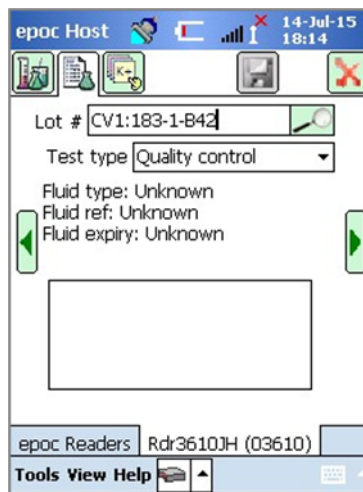 epoc Host 14-Jul-15
18:14
K+
Lot # CV1:183-1-B42
Test type Quality control
Fluid type: Unknown
Fluid ref: Unknown
Fluid expiry: Unknown
epoc Readers Rdr3610JH (03610)
Tools View Help